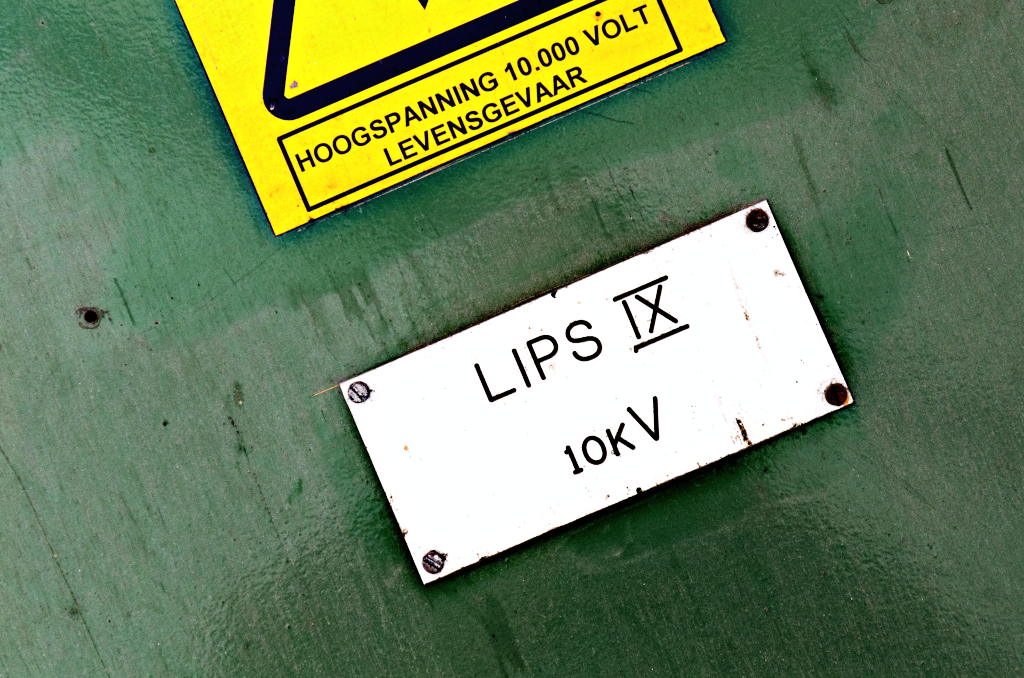 HOOGSPANNING 10.000 VOLT
LEVENSGEVAAR
LIPS IX
10KV